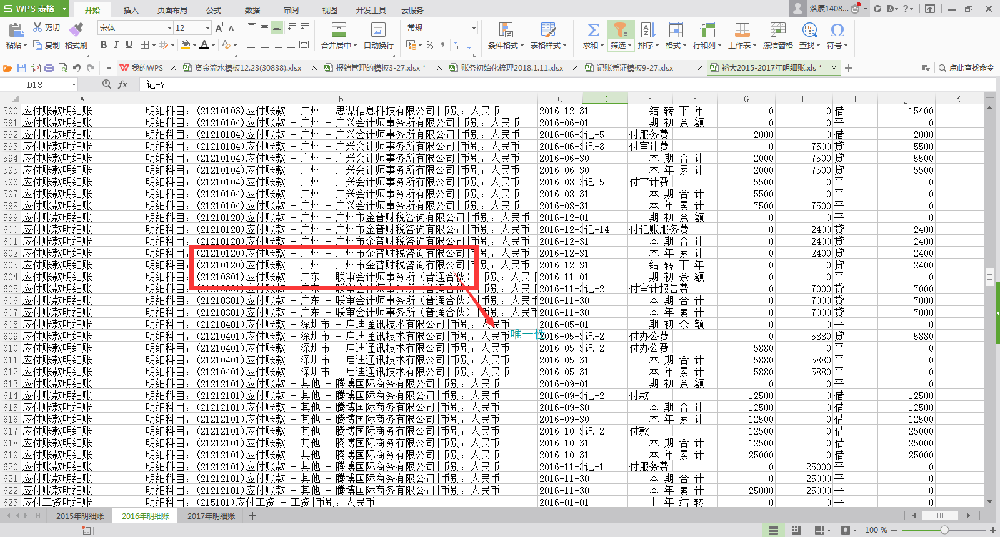 WPS 表格 开始 插入 页面布局 公式 数据 审阅 视图 开发工具 云服务 落辰1408...
粘贴 剪切 复制 格式刷 宋体 12 B I U A 合并居中 自动换行 常规 % 条件格式 表格样式 求和 筛选 排序 格式 行和列 工作表 冻结窗格 查找 符号
我的WPS 资金流水模板12.23(30838).xlsx 报销管理的模板3-27.xlsx * 账务初始化梳理2018.1.11.xlsx 记账凭证模板9-27.xlsx 裕大2015-2017年明细账.xls * 点此查找命令
D18 fx 记-7
A B C D E F G H I J K
590 应付账款明细账 明细科目: (21210103)应付账款 - 广州 - 思谋信息科技有限公司|币别: 人民币 2016-12-31 结 转 下 年 0 0 借 15400
591 应付账款明细账 明细科目: (21210104)应付账款 - 广州 - 广兴会计师事务所有限公司|币别: 人民币 2016-06-01 期 初 余 额 0 0 平 0
592 应付账款明细账 明细科目: (21210104)应付账款 - 广州 - 广兴会计师事务所有限公司|币别: 人民币 2016-06-3 记-5 付服务费 2000 0 借 2000
593 应付账款明细账 明细科目: (21210104)应付账款 - 广州 - 广兴会计师事务所有限公司|币别: 人民币 2016-06-3 记-8 付审计费 0 7500 贷 5500
594 应付账款明细账 明细科目: (21210104)应付账款 - 广州 - 广兴会计师事务所有限公司|币别: 人民币 2016-06-30 本 期 合 计 2000 7500 贷 5500
595 应付账款明细账 明细科目: (21210104)应付账款 - 广州 - 广兴会计师事务所有限公司|币别: 人民币 2016-06-30 本 年 累 计 2000 7500 贷 5500
596 应付账款明细账 明细科目: (21210104)应付账款 - 广州 - 广兴会计师事务所有限公司|币别: 人民币 2016-08-3 记-5 付审计费 5500 0 平 0
597 应付账款明细账 明细科目: (21210104)应付账款 - 广州 - 广兴会计师事务所有限公司|币别: 人民币 2016-08-31 本 期 合 计 5500 0 平 0
598 应付账款明细账 明细科目: (21210104)应付账款 - 广州 - 广兴会计师事务所有限公司|币别: 人民币 2016-08-31 本 年 累 计 7500 7500 平 0
599 应付账款明细账 明细科目: (21210120)应付账款 - 广州 - 广州市金普财税咨询有限公司|币别: 人民币 2016-12-01 期 初 余 额 0 0 平 0
600 应付账款明细账 明细科目: (21210120)应付账款 - 广州 - 广州市金普财税咨询有限公司|币别: 人民币 2016-12-3 记-14 付记账服务费 0 2400 贷 2400
601 应付账款明细账 明细科目: (21210120)应付账款 - 广州 - 广州市金普财税咨询有限公司|币别: 人民币 2016-12-31 本 期 合 计 0 2400 贷 2400
602 应付账款明细账 明细科目: (21210120)应付账款 - 广州 - 广州市金普财税咨询有限公司|币别: 人民币 2016-12-31 本 年 累 计 0 2400 贷 2400
603 应付账款明细账 明细科目: (21210120)应付账款 - 广州 - 广州市金普财税咨询有限公司|币别: 人民币 2016-12-31 结 转 下 年 0 0 贷 2400
604 应付账款明细账 明细科目: (21210301)应付账款 - 广东 - 联审会计师事务所（普通合伙）|币别: 人民币 2016-11-01 期 初 余 额 0 0 平 0
605 应付账款明细账 明细科目: (21210301)应付账款 - 广东 - 联审会计师事务所（普通合伙）|币别: 人民币 2016-11-3 记-2 付审计报告费 0 7000 贷 7000
606 应付账款明细账 明细科目: (21210301)应付账款 - 广东 - 联审会计师事务所（普通合伙）|币别: 人民币 2016-11-30 本 期 合 计 0 7000 贷 7000
607 应付账款明细账 明细科目: (21210301)应付账款 - 广东 - 联审会计师事务所（普通合伙）|币别: 人民币 2016-11-30 本 年 累 计 0 7000 贷 7000
608 应付账款明细账 明细科目: (21210401)应付账款 - 深圳市 - 启迪通讯技术有限公司|币别: 人民币 2016-05-01 期 初 余 额 0 0 平 0
唯一性
609 应付账款明细账 明细科目: (21210401)应付账款 - 深圳市 - 启迪通讯技术有限公司|币别: 人民币 2016-05-3 记-2 付办公费 0 5880 贷 5880
610 应付账款明细账 明细科目: (21210401)应付账款 - 深圳市 - 启迪通讯技术有限公司|币别: 人民币 2016-05-3 记-2 付办公费 5880 0 平 0
611 应付账款明细账 明细科目: (21210401)应付账款 - 深圳市 - 启迪通讯技术有限公司|币别: 人民币 2016-05-31 本 期 合 计 5880 5880 平 0
612 应付账款明细账 明细科目: (21210401)应付账款 - 深圳市 - 启迪通讯技术有限公司|币别: 人民币 2016-05-31 本 年 累 计 5880 5880 平 0
613 应付账款明细账 明细科目: (21212101)应付账款 - 其他 - 腾博国际商务有限公司|币别: 人民币 2016-09-01 期 初 余 额 0 0 平 0
614 应付账款明细账 明细科目: (21212101)应付账款 - 其他 - 腾博国际商务有限公司|币别: 人民币 2016-09-3 记-2 付款 12500 0 借 12500
615 应付账款明细账 明细科目: (21212101)应付账款 - 其他 - 腾博国际商务有限公司|币别: 人民币 2016-09-30 本 期 合 计 12500 0 借 12500
616 应付账款明细账 明细科目: (21212101)应付账款 - 其他 - 腾博国际商务有限公司|币别: 人民币 2016-09-30 本 年 累 计 12500 0 借 12500
617 应付账款明细账 明细科目: (21212101)应付账款 - 其他 - 腾博国际商务有限公司|币别: 人民币 2016-10-3 记-2 付款 12500 0 借 25000
618 应付账款明细账 明细科目: (21212101)应付账款 - 其他 - 腾博国际商务有限公司|币别: 人民币 2016-10-31 本 期 合 计 12500 0 借 25000
619 应付账款明细账 明细科目: (21212101)应付账款 - 其他 - 腾博国际商务有限公司|币别: 人民币 2016-10-31 本 年 累 计 25000 0 借 25000
620 应付账款明细账 明细科目: (21212101)应付账款 - 其他 - 腾博国际商务有限公司|币别: 人民币 2016-11-3 记-1 付服务费 0 25000 平 0
621 应付账款明细账 明细科目: (21212101)应付账款 - 其他 - 腾博国际商务有限公司|币别: 人民币 2016-11-30 本 期 合 计 0 25000 平 0
622 应付账款明细账 明细科目: (21212101)应付账款 - 其他 - 腾博国际商务有限公司|币别: 人民币 2016-11-30 本 年 累 计 25000 25000 平 0
623 应付工资明细账 明细科目: (215101)应付工资 - 工资|币别: 人民币 2016-01-01 上 年 结 转 0 0 平 0
2015年明细账 2016年明细账 2017年明细账
100 %